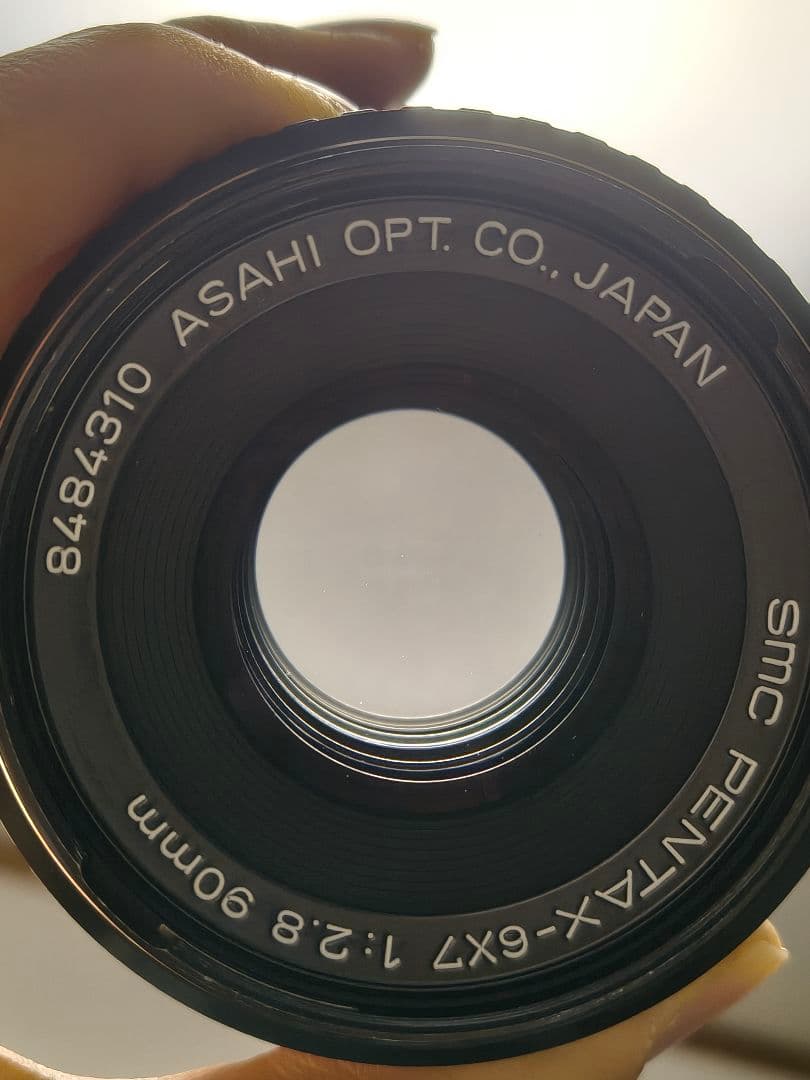 8484310 ASAHI OPT. CO., JAPAN
SMC PENTAX-6X7 1:2.8 90mm